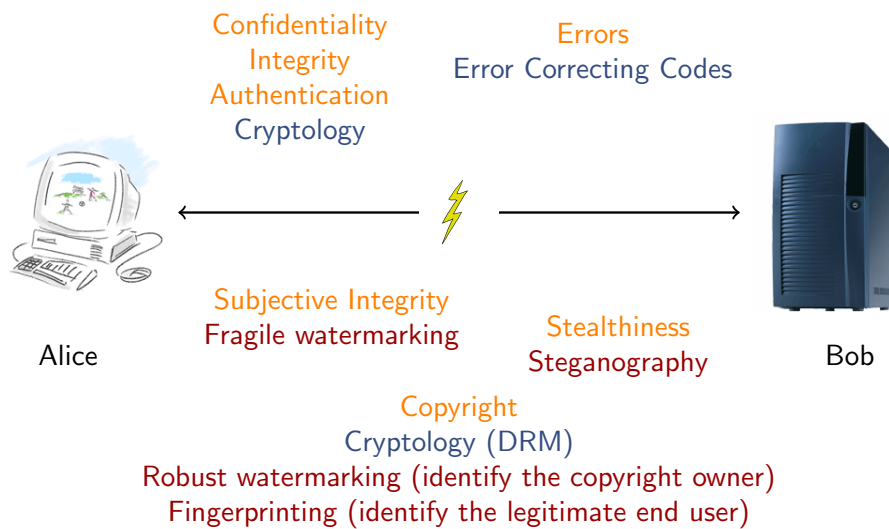 Confidentiality
Integrity
Authentication
Cryptology
Errors
Error Correcting Codes
Subjective Integrity
Fragile watermarking
Stealthiness
Steganography
Alice
Bob
Copyright
Cryptology (DRM)
Robust watermarking (identify the copyright owner)
Fingerprinting (identify the legitimate end user)